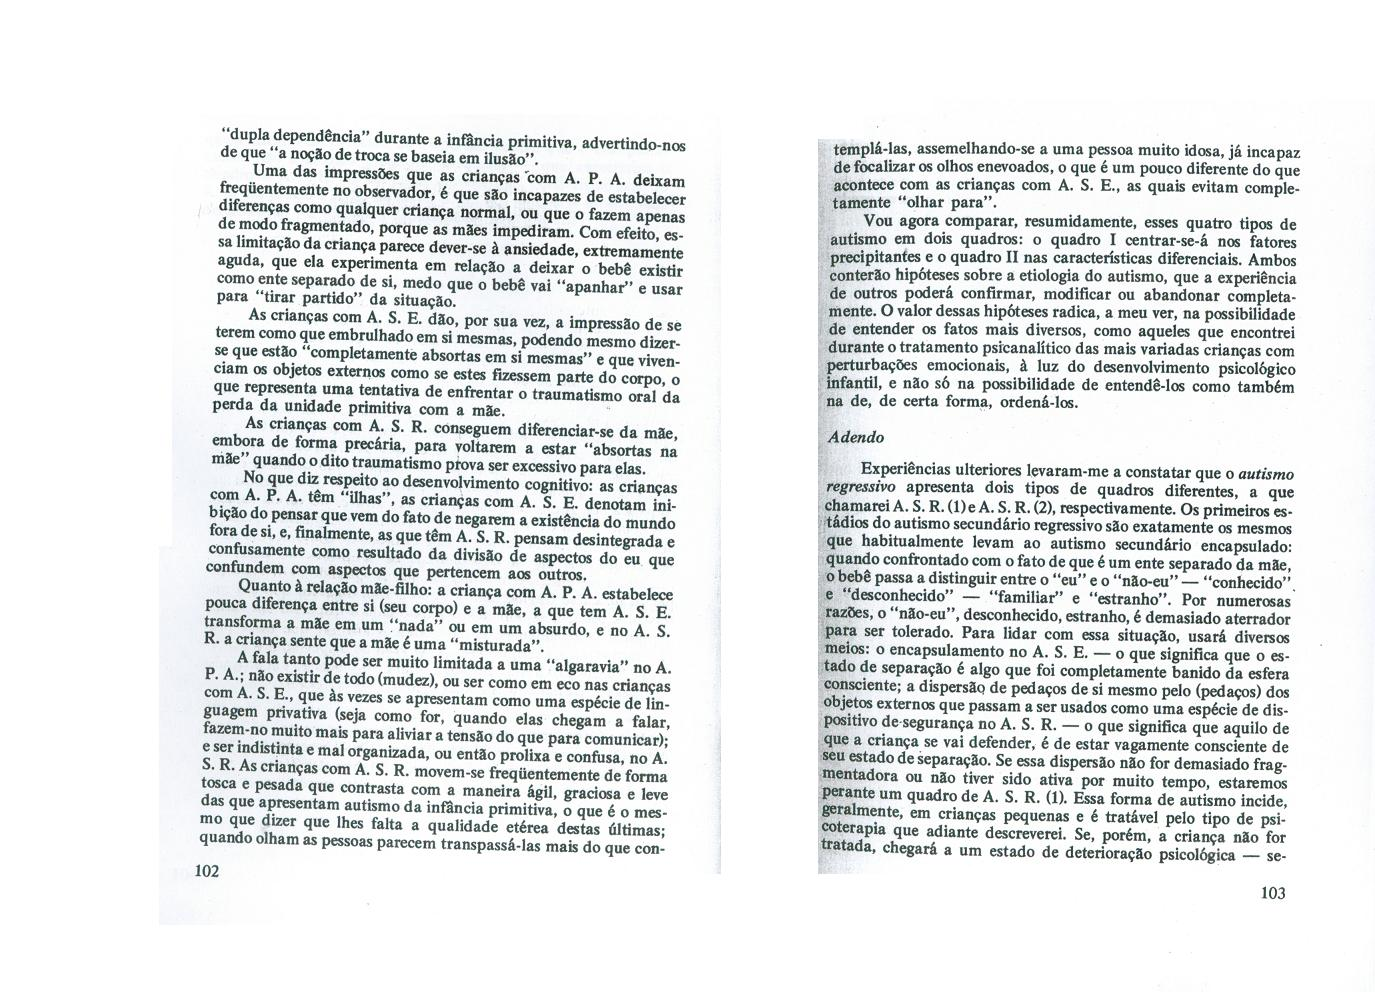 “dupla dependência” durante a infância primitiva, advertindo-nos
de que “a noção de troca se baseia em ilusão”.
Uma das impressões que as crianças com A. P. A. deixam
freqüentemente no observador, é que são incapazes de estabelecer
diferenças como qualquer criança normal, ou que o fazem apenas
de modo fragmentado, porque as mães impediram. Com efeito, es-
sa limitação da criança parece dever-se à ansiedade, extremamente
aguda, que ela experimenta em relação a deixar o bebê existir
como ente separado de si, medo que o bebê vai “apanhar” e usar
para “tirar partido” da situação.
As crianças com A. S. E. dão, por sua vez, a impressão de se
terem como que embrulhado em si mesmas, podendo mesmo dizer-
se que estão “completamente absortas em si mesmas” e que viven-
ciam os objetos externos como se estes fizessem parte do corpo, o
que representa uma tentativa de enfrentar o traumatismo oral da
perda da unidade primitiva com a mãe.
As crianças com A. S. R. conseguem diferenciar-se da mãe,
embora de forma precária, para voltarem a estar “absortas na
mãe” quando o dito traumatismo prova ser excessivo para elas.
No que diz respeito ao desenvolvimento cognitivo: as crianças
com A. P. A. têm “ilhas”, as crianças com A. S. E. denotam ini-
bição do pensar que vem do fato de negarem a existência do mundo
fora de si, e, finalmente, as que têm A. S. R. pensam desintegrada e
confusamente como resultado da divisão de aspectos do eu que
confundem com aspectos que pertencem aos outros.
Quanto à relação mãe-filho: a criança com A. P. A. estabelece
pouca diferença entre si (seu corpo) e a mãe, a que tem A. S. E.
transforma a mãe em um “nada” ou em um absurdo, e no A. S.
R. a criança sente que a mãe é uma “misturada”.
A fala tanto pode ser muito limitada a uma “algaravia” no A.
P. A.; não existir de todo (mudez), ou ser como em eco nas crianças
com A. S. E., que às vezes se apresentam como uma espécie de lin-
guagem privativa (seja como for, quando elas chegam a falar,
fazem-no muito mais para aliviar a tensão do que para comunicar);
e ser indistinta e mal organizada, ou então prolixa e confusa, no A.
S. R. As crianças com A. S. R. movem-se freqüentemente de forma
tosca e pesada que contrasta com a maneira ágil, graciosa e leve
das que apresentam autismo da infância primitiva, o que é o mes-
mo que dizer que lhes falta a qualidade etérea destas últimas;
quando olham as pessoas parecem transpassá-las mais do que con-
102
templá-las, assemelhando-se a uma pessoa muito idosa, já incapaz
de focalizar os olhos enevoados, o que é um pouco diferente do que
acontece com as crianças com A. S. E., as quais evitam comple-
tamente “olhar para”.
Vou agora comparar, resumidamente, esses quatro tipos de
autismo em dois quadros: o quadro I centrar-se-á nos fatores
precipitantes e o quadro II nas características diferenciais. Ambos
conterão hipóteses sobre a etiologia do autismo, que a experiência
de outros poderá confirmar, modificar ou abandonar completa-
mente. O valor dessas hipóteses radica, a meu ver, na possibilidade
de entender os fatos mais diversos, como aqueles que encontrei
durante o tratamento psicanalítico das mais variadas crianças com
perturbações emocionais, à luz do desenvolvimento psicológico
infantil, e não só na possibilidade de entendê-los como também
na de, de certa forma, ordená-los.
Adendo
Experiências ulteriores levaram-me a constatar que o autismo
regressivo apresenta dois tipos de quadros diferentes, a que
chamarei A. S. R. (1) e A. S. R. (2), respectivamente. Os primeiros es-
tádios do autismo secundário regressivo são exatamente os mesmos
que habitualmente levam ao autismo secundário encapsulado:
quando confrontado com o fato de que é um ente separado da mãe,
o bebê passa a distinguir entre o “eu” e o “não-eu” — “conhecido”
e “desconhecido” — “familiar” e “estranho”. Por numerosas
razões, o “não-eu”, desconhecido, estranho, é demasiado aterrador
para ser tolerado. Para lidar com essa situação, usará diversos
meios: o encapsulamento no A. S. E. — o que significa que o es-
tado de separação é algo que foi completamente banido da esfera
consciente; a dispersão de pedaços de si mesmo pelo (pedaços) dos
objetos externos que passam a ser usados como uma espécie de dis-
positivo de segurança no A. S. R. — o que significa que aquilo de
que a criança se vai defender, é de estar vagamente consciente de
seu estado de separação. Se essa dispersão não for demasiado frag-
mentadora ou não tiver sido ativa por muito tempo, estaremos
perante um quadro de A. S. R. (1). Essa forma de autismo incide,
geralmente, em crianças pequenas e é tratável pelo tipo de psi-
coterapia que adiante descreverei. Se, porém, a criança não for
tratada, chegará a um estado de deterioração psicológica — se-
103